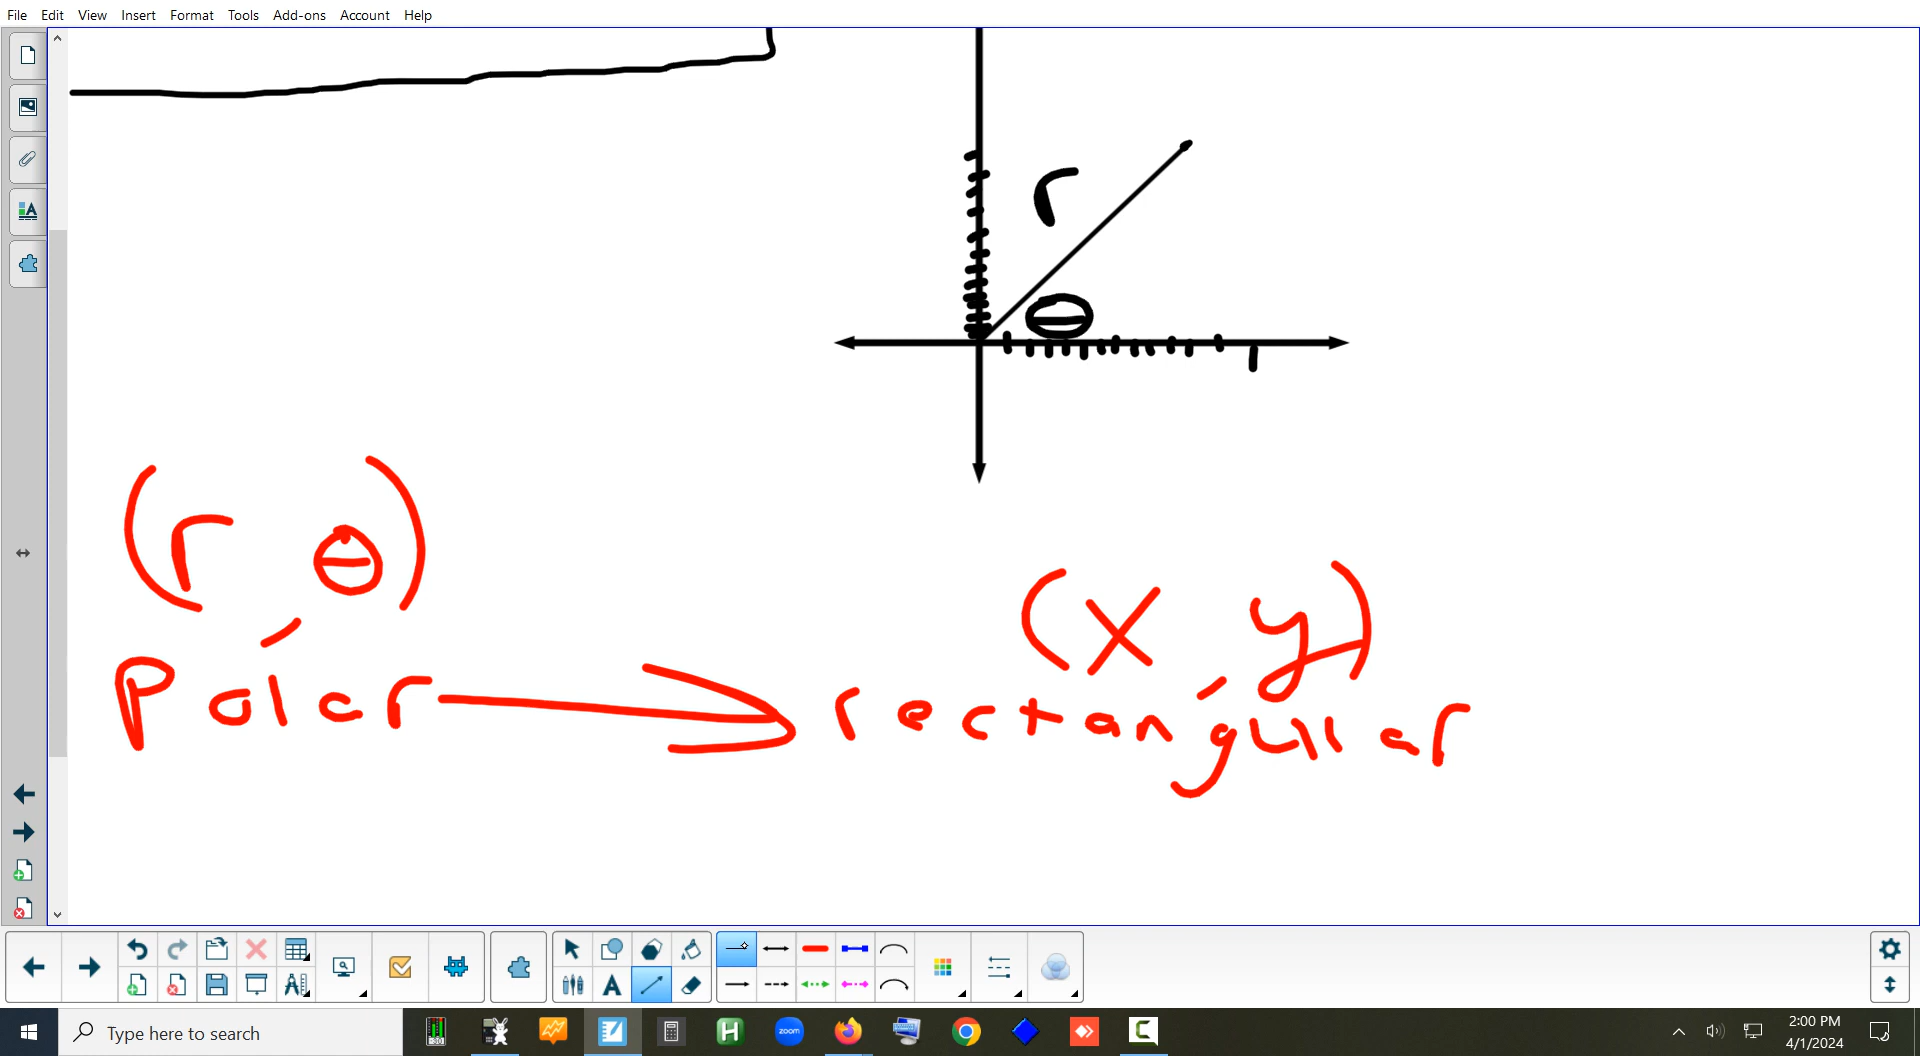 File Edit View Insert Format Tools Add-ons Account Help
r
θ
(r, θ)
(x, y)
Polar → rectangular
Type here to search
zoom
2:00 PM
4/1/2024